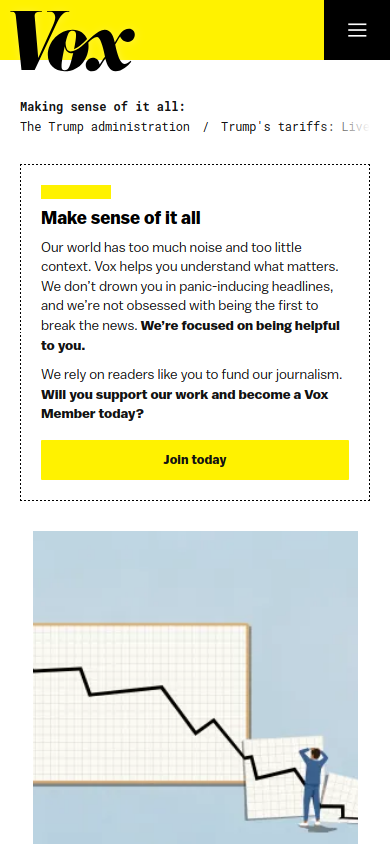 Vox
Making sense of it all:
The Trump administration / Trump's tariffs: Live
Make sense of it all
Our world has too much noise and too little
context. Vox helps you understand what matters.
We don't drown you in panic-inducing headlines,
and we're not obsessed with being the first to
break the news. We're focused on being helpful
to you.
We rely on readers like you to fund our journalism.
Will you support our work and become a Vox
Member today?
Join today